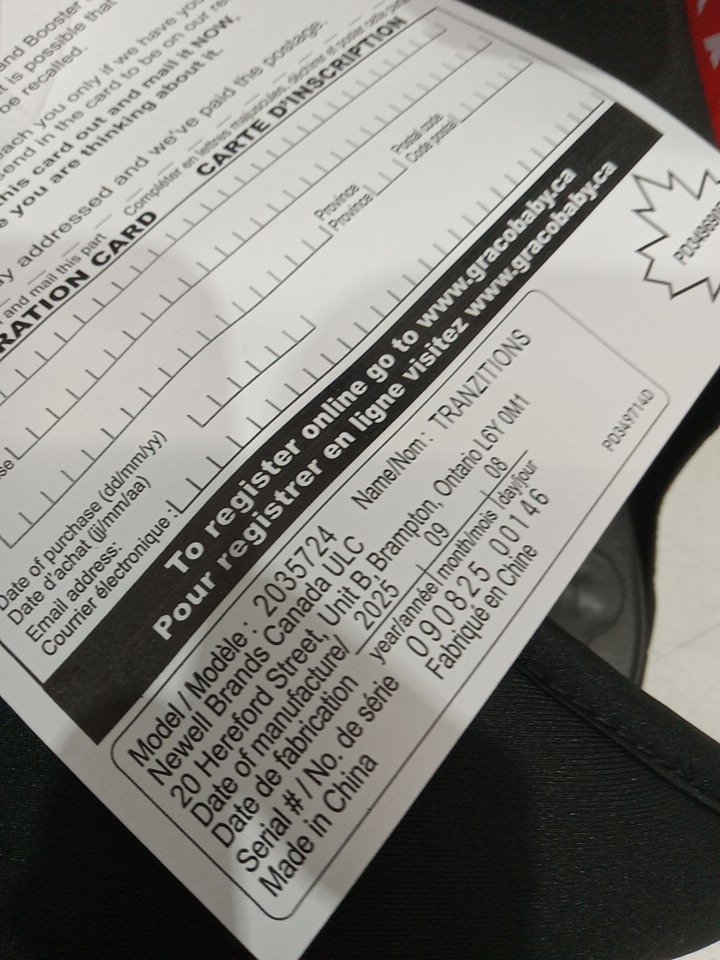 and Booster
is possible that
be recalled.
each you only if we have you
send in the card to be on our re
his card out and mail it NOW,
e you are thinking about it.
y addressed and we've paid the postage.
and mail this part
Compléter en lettres majuscules, déchirer et poster cette
RATION CARD
CARTE D'INSCRIPTION
Province
Province
Postal code
Code postal
Date of purchase (dd/mm/yy)
Date d'achat (jj/mm/aa)
Email address:
Courrier électronique :
To register online go to www.gracobaby.ca
Pour registrer en ligne visitez www.gracobaby.ca
Model / Modèle : 2035724 Name/Nom : TRANZITIONS
Newell Brands Canada ULC
20 Hereford Street, Unit B, Brampton, Ontario L6Y 0M1
Date of manufacture/ 2025 09 08
Date de fabrication year/année month/mois day/jour
Serial # / No. de série 090825 00146
Made in China Fabriqué en Chine
PD349714D